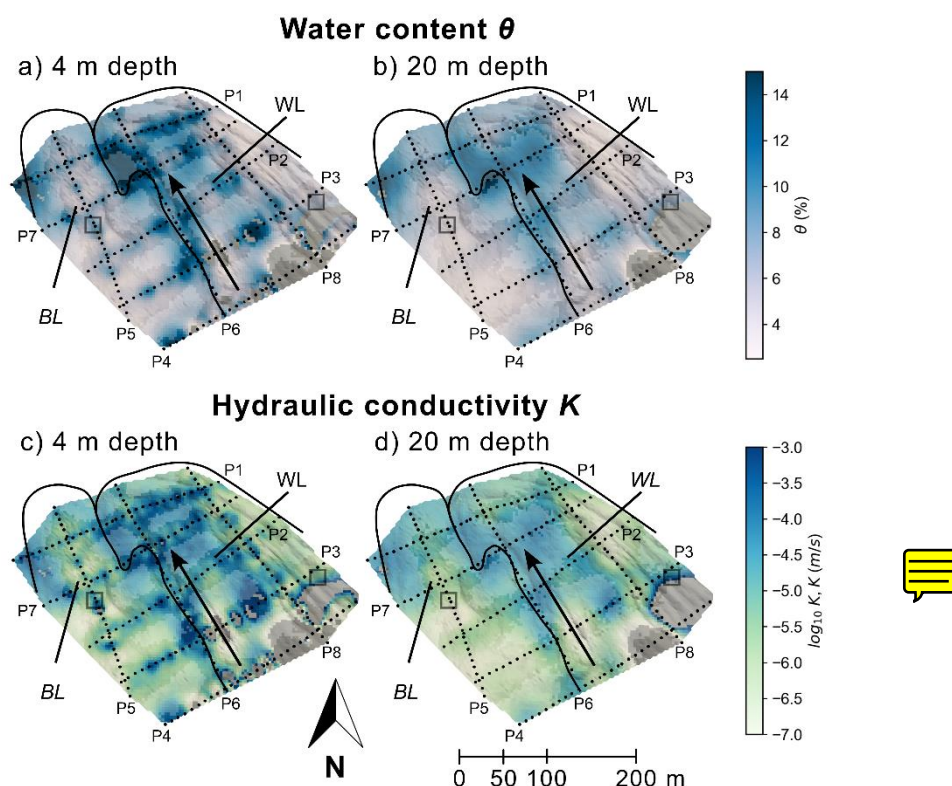 Water content θ
a) 4 m depth
b) 20 m depth
P1
WL
P2
P3
P7
P8
BL
P5
P6
P4
P1
WL
P2
P3
P7
P8
BL
P5
P6
P4
14
12
10
8
6
4
θ (%)
Hydraulic conductivity K
c) 4 m depth
d) 20 m depth
P1
WL
P2
P3
P7
P8
BL
P5
P6
P4
P1
WL
P2
P3
P7
P8
BL
P5
P6
P4
−3.0
−3.5
−4.0
−4.5
−5.0
−5.5
−6.0
−6.5
−7.0
log₁₀ K, K (m/s)
N
0 50 100 200 m